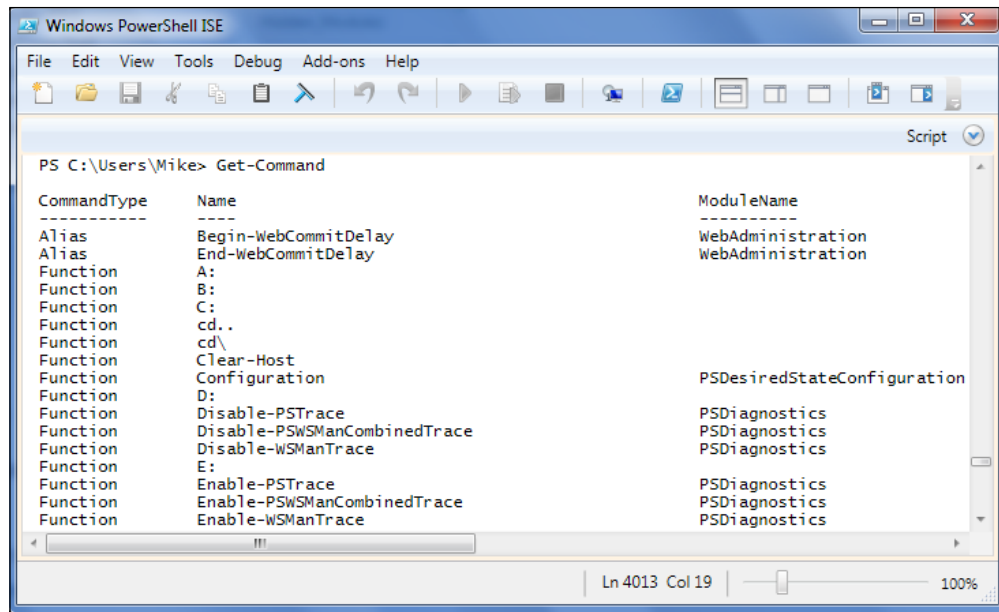 Windows PowerShell ISE
File Edit View Tools Debug Add-ons Help
Script
PS C:\Users\Mike> Get-Command
CommandType Name ModuleName
----------- ---- ----------
Alias Begin-WebCommitDelay WebAdministration
Alias End-WebCommitDelay WebAdministration
Function A:
Function B:
Function C:
Function cd..
Function cd\
Function Clear-Host
Function Configuration PSDesiredStateConfiguration
Function D:
Function Disable-PSTrace PSDiagnostics
Function Disable-PSWSManCombinedTrace PSDiagnostics
Function Disable-WSManTrace PSDiagnostics
Function E:
Function Enable-PSTrace PSDiagnostics
Function Enable-PSWSManCombinedTrace PSDiagnostics
Function Enable-WSManTrace PSDiagnostics
Ln 4013 Col 19 100%